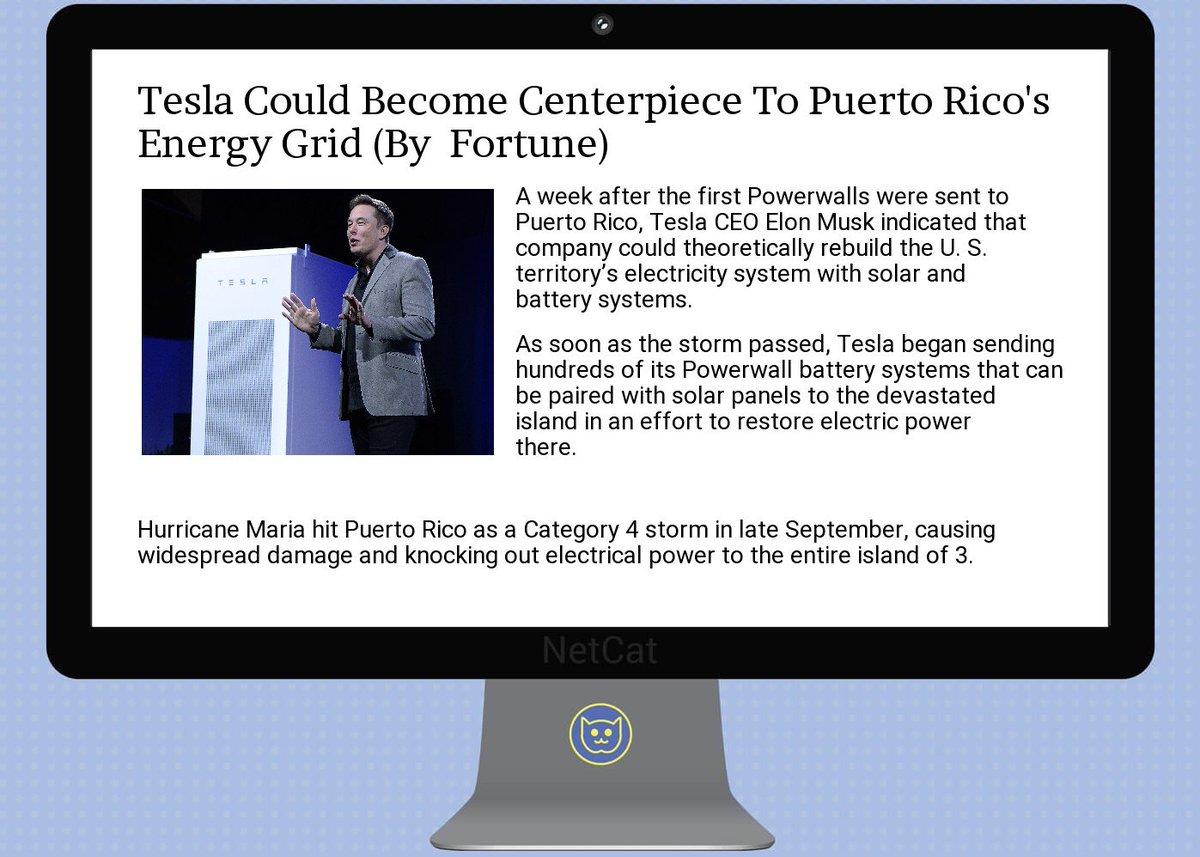 Tesla Could Become Centerpiece To Puerto Rico's
Energy Grid (By  Fortune)
TESLA
A week after the first Powerwalls were sent to
Puerto Rico, Tesla CEO Elon Musk indicated that
company could theoretically rebuild the U. S.
territory’s electricity system with solar and
battery systems.
As soon as the storm passed, Tesla began sending
hundreds of its Powerwall battery systems that can
be paired with solar panels to the devastated
island in an effort to restore electric power
there.
Hurricane Maria hit Puerto Rico as a Category 4 storm in late September, causing
widespread damage and knocking out electrical power to the entire island of 3.
NetCat